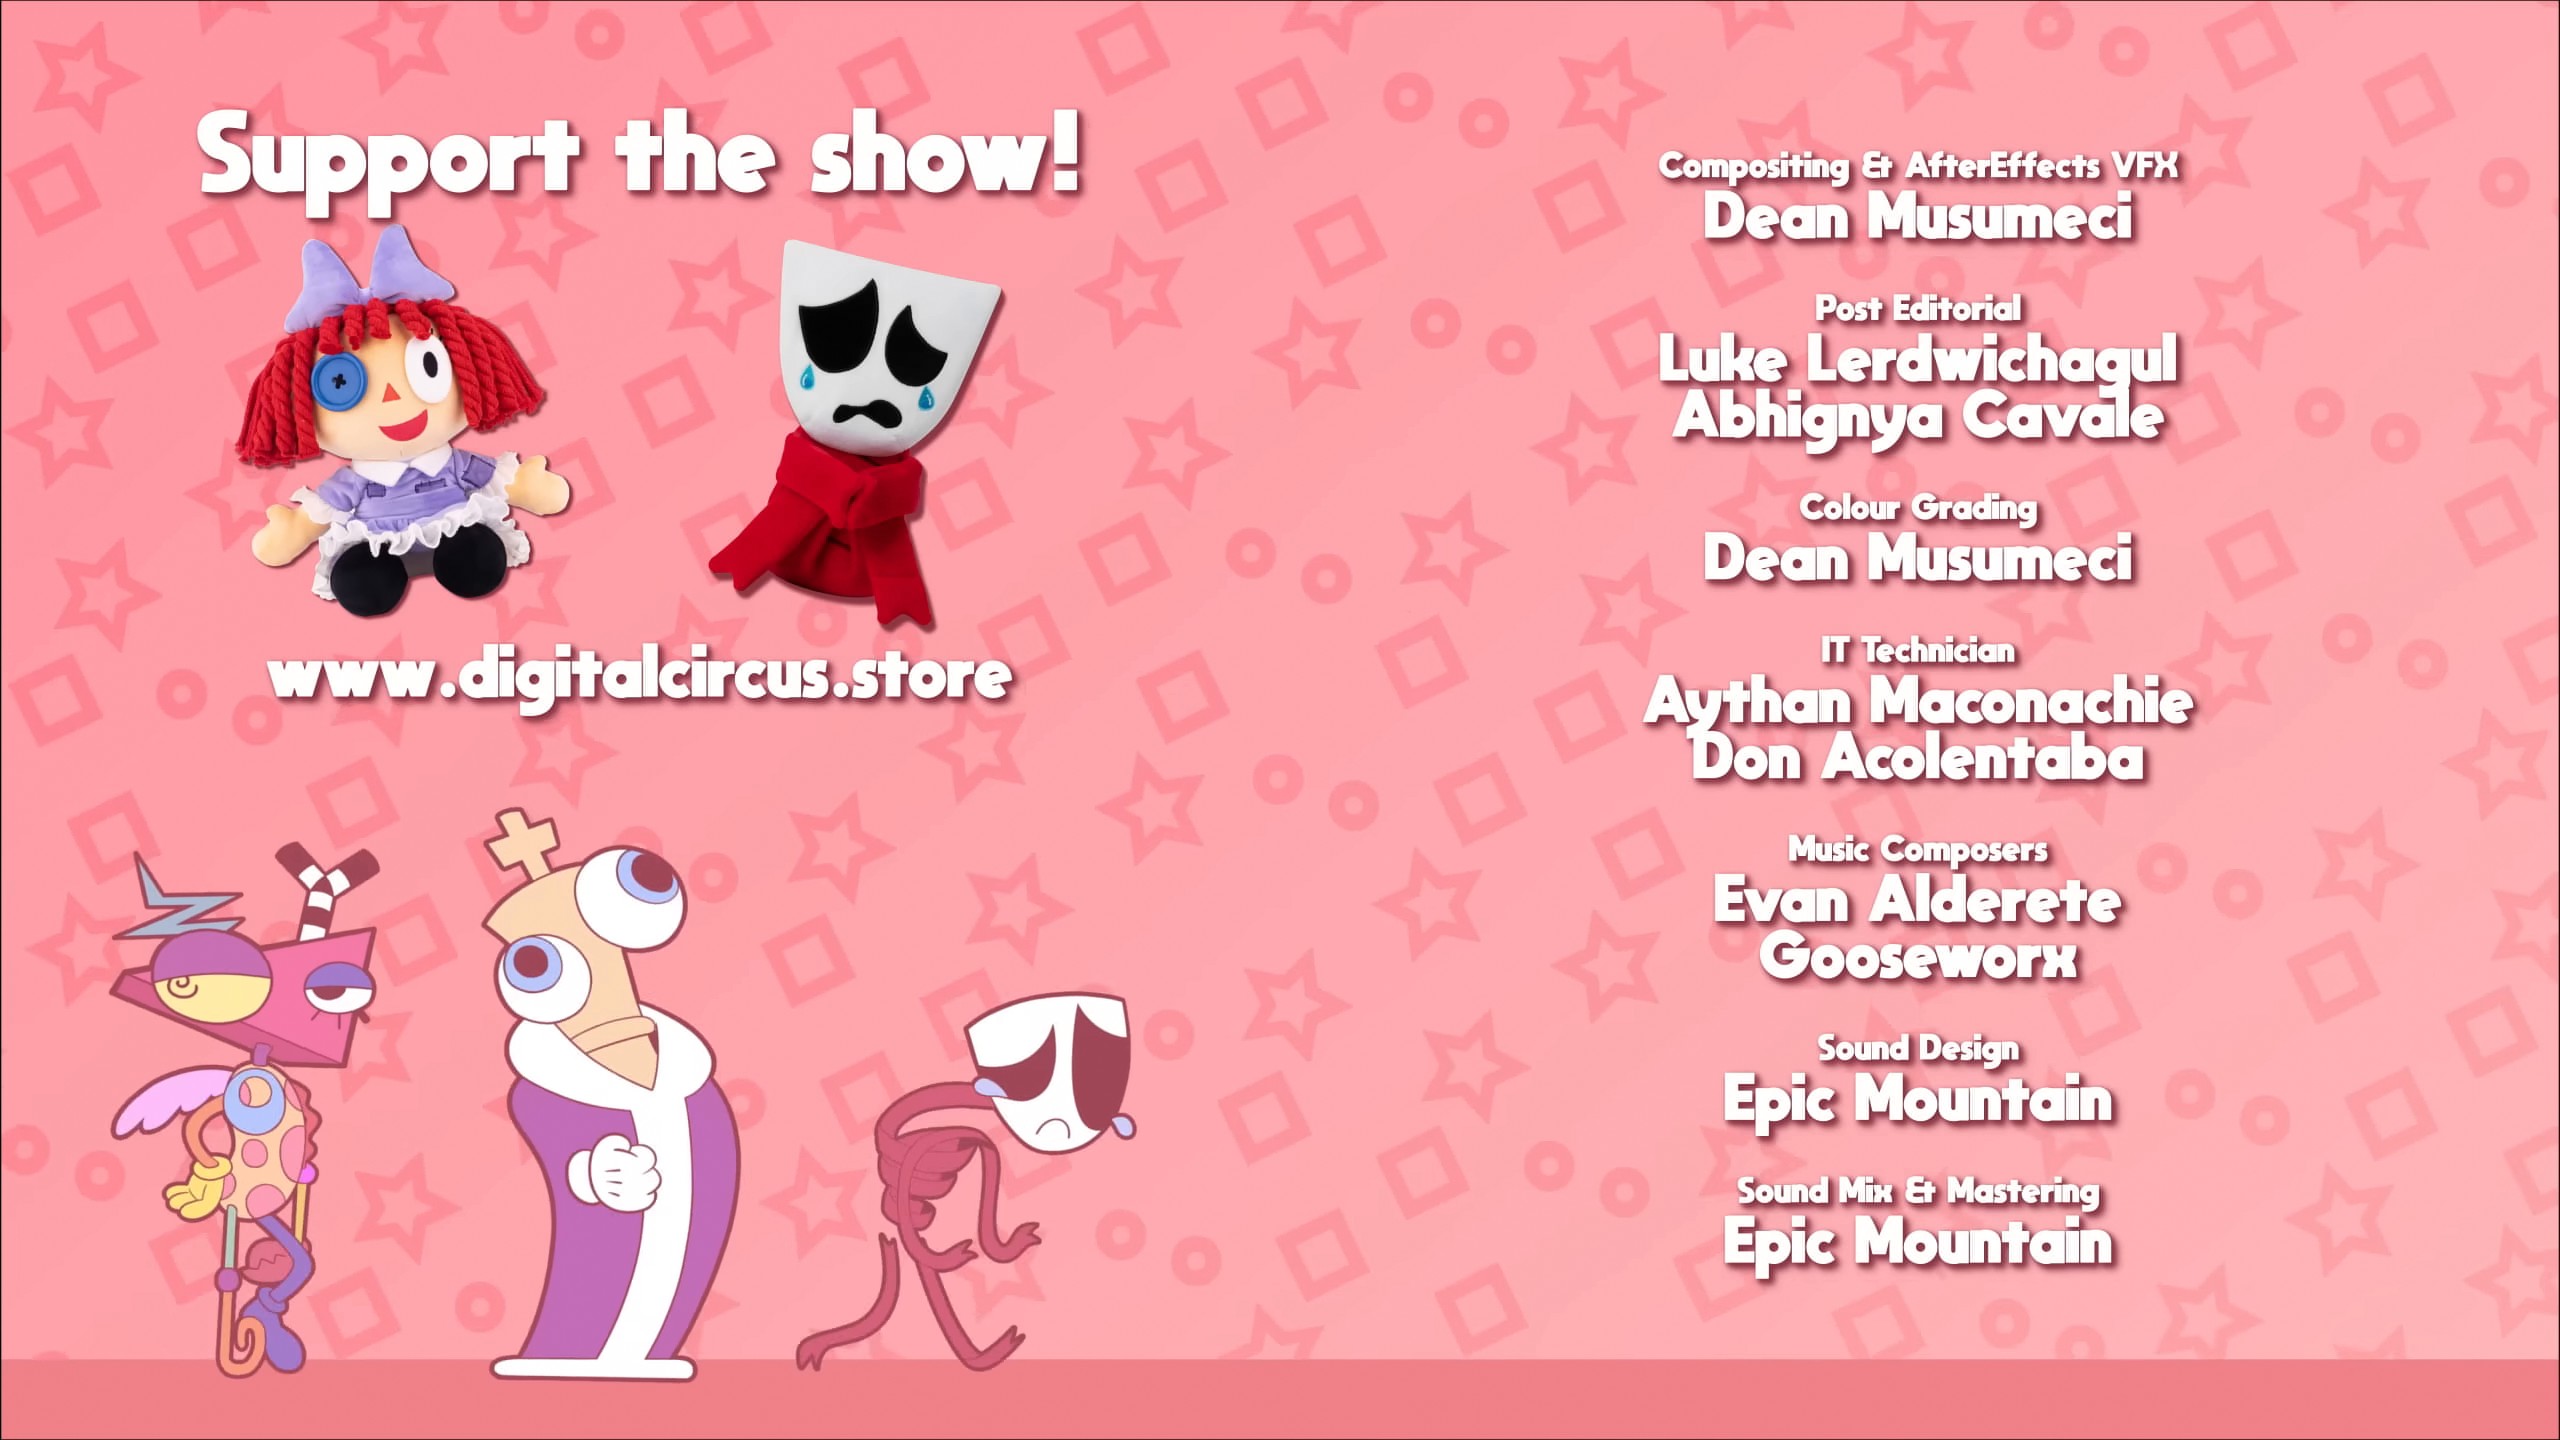 Support the show!
www.digitalcircus.store
Compositing & AfterEffects VFX
Dean Musumeci
Post Editorial
Luke Lerdwichagul
Abhignya Cavale
Colour Grading
Dean Musumeci
IT Technician
Aythan Maconachie
Don Acolentaba
Music Composers
Evan Alderete
Gooseworx
Sound Design
Epic Mountain
Sound Mix & Mastering
Epic Mountain